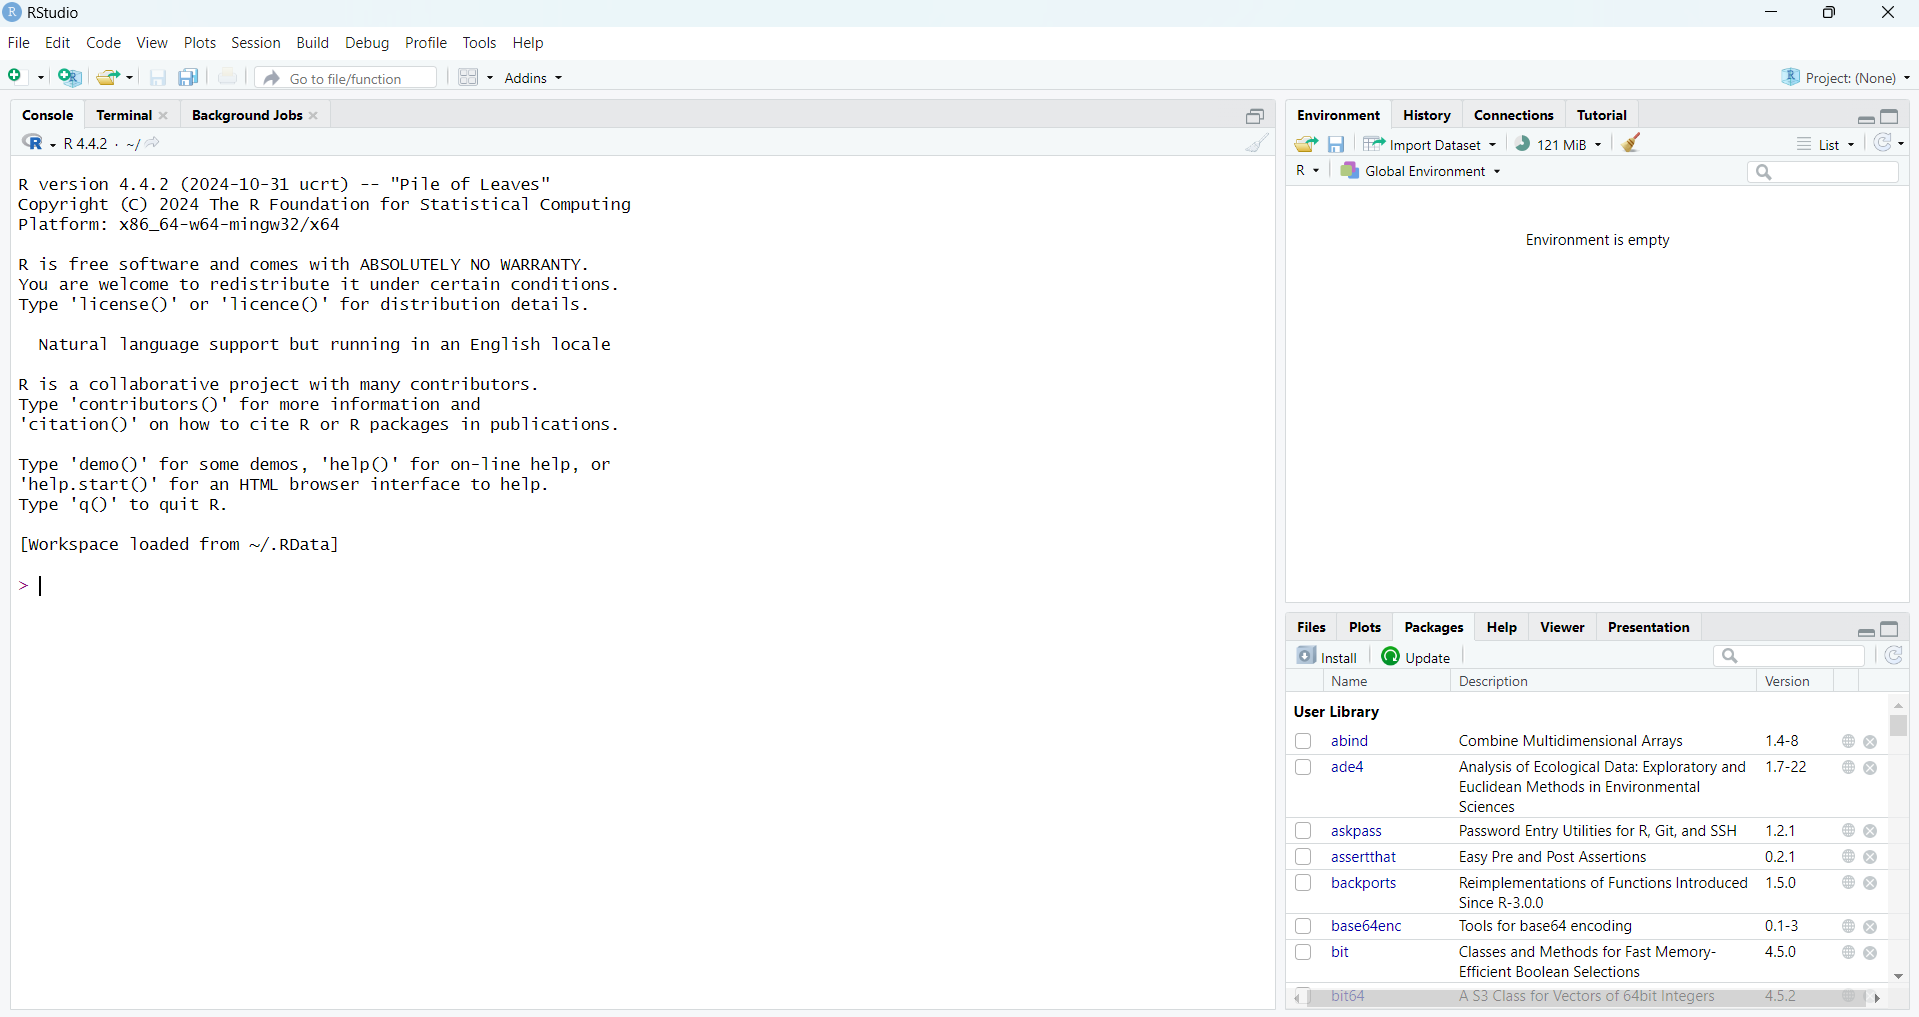 RStudio
File Edit Code View Plots Session Build Debug Profile Tools Help
Go to file/function Addins Project: (None)
Console Terminal Background Jobs
R 4.4.2 · ~/
R version 4.4.2 (2024-10-31 ucrt) -- "Pile of Leaves"
Copyright (C) 2024 The R Foundation for Statistical Computing
Platform: x86_64-w64-mingw32/x64
R is free software and comes with ABSOLUTELY NO WARRANTY.
You are welcome to redistribute it under certain conditions.
Type 'license()' or 'licence()' for distribution details.
Natural language support but running in an English locale
R is a collaborative project with many contributors.
Type 'contributors()' for more information and
'citation()' on how to cite R or R packages in publications.
Type 'demo()' for some demos, 'help()' for on-line help, or
'help.start()' for an HTML browser interface to help.
Type 'q()' to quit R.
[Workspace loaded from ~/.RData]
>
Environment History Connections Tutorial
Import Dataset 121 MiB List
R Global Environment
Environment is empty
Files Plots Packages Help Viewer Presentation
Install Update
Name Description Version
User Library
abind Combine Multidimensional Arrays 1.4-8
ade4 Analysis of Ecological Data: Exploratory and 1.7-22
Euclidean Methods in Environmental
Sciences
askpass Password Entry Utilities for R, Git, and SSH 1.2.1
assertthat Easy Pre and Post Assertions 0.2.1
backports Reimplementations of Functions Introduced 1.5.0
Since R-3.0.0
base64enc Tools for base64 encoding 0.1-3
bit Classes and Methods for Fast Memory- 4.5.0
Efficient Boolean Selections
bit64 A S3 Class for Vectors of 64bit Integers 4.5.2